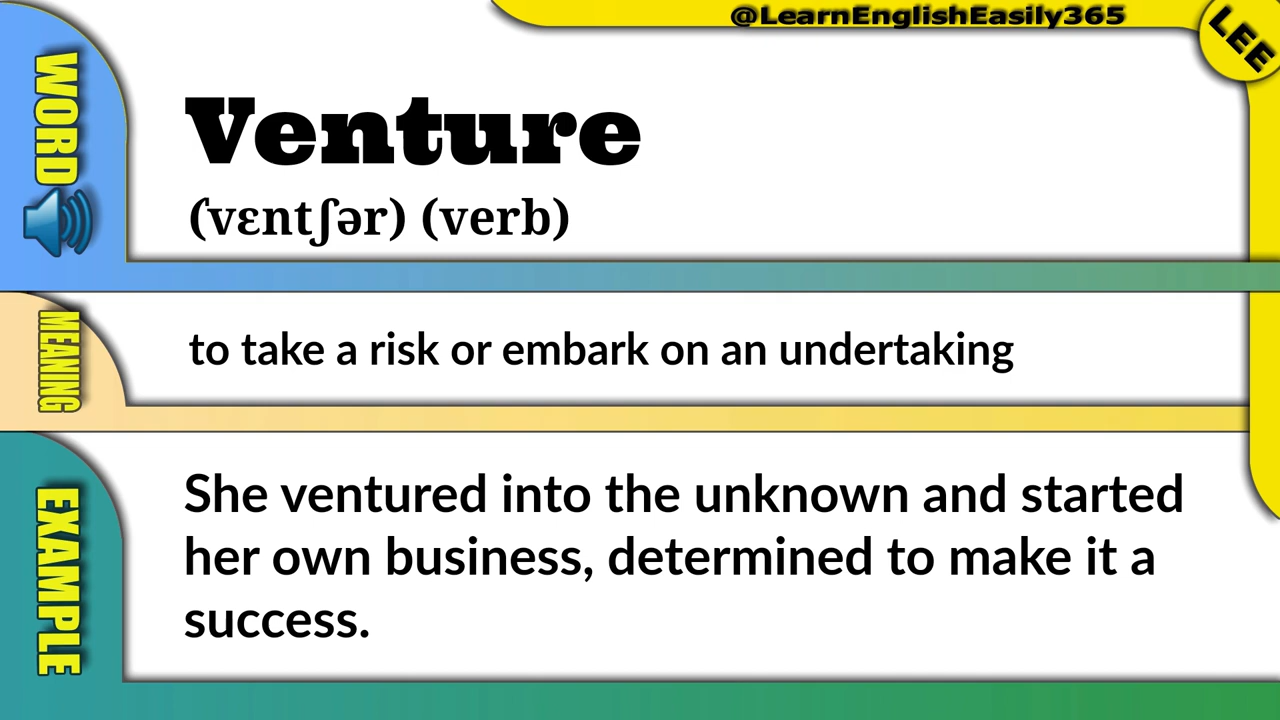 @LearnEnglishEasily365
LEE
WORD
Venture
(ˈvɛntʃər) (verb)
MEANING
to take a risk or embark on an undertaking
EXAMPLE
She ventured into the unknown and started
her own business, determined to make it a
success.